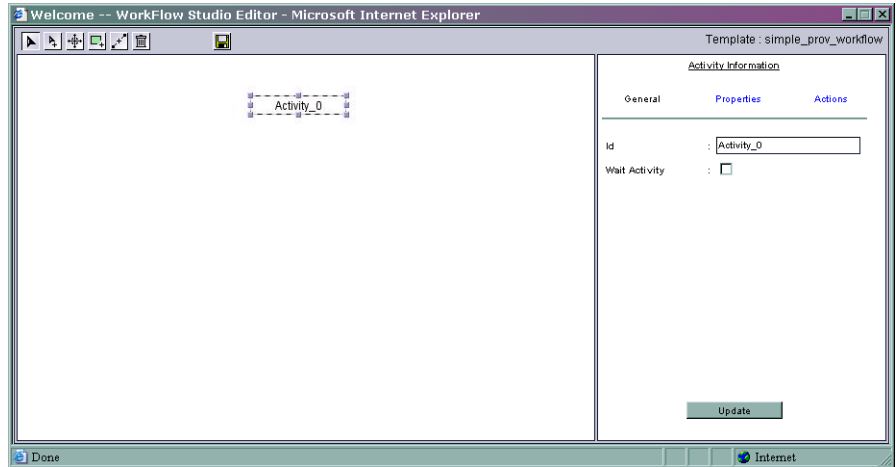 Welcome -- WorkFlow Studio Editor - Microsoft Internet Explorer
Template : simple_prov_workflow
Activity_0
Activity Information
General Properties Actions
Id : Activity_0
Wait Activity :
Update
Done Internet